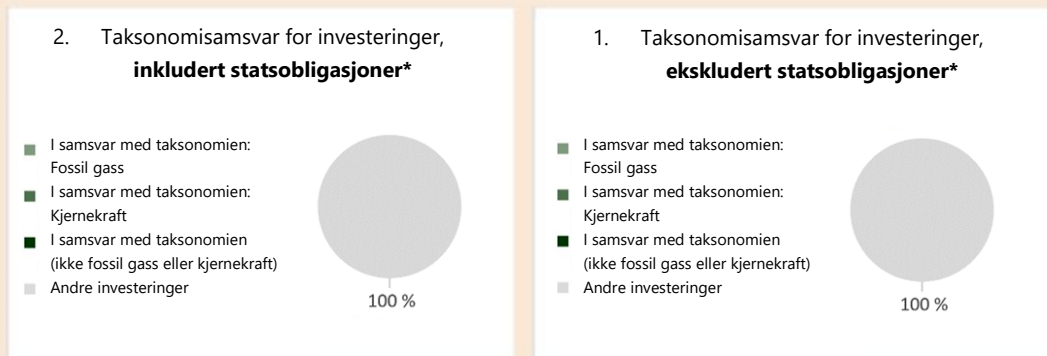 2. Taksonomisamsvar for investeringer,
inkludert statsobligasjoner*
I samsvar med taksonomien:
Fossil gass
I samsvar med taksonomien:
Kjernekraft
I samsvar med taksonomien
(ikke fossil gass eller kjernekraft)
Andre investeringer
100 %
1. Taksonomisamsvar for investeringer,
ekskludert statsobligasjoner*
I samsvar med taksonomien:
Fossil gass
I samsvar med taksonomien:
Kjernekraft
I samsvar med taksonomien
(ikke fossil gass eller kjernekraft)
Andre investeringer
100 %